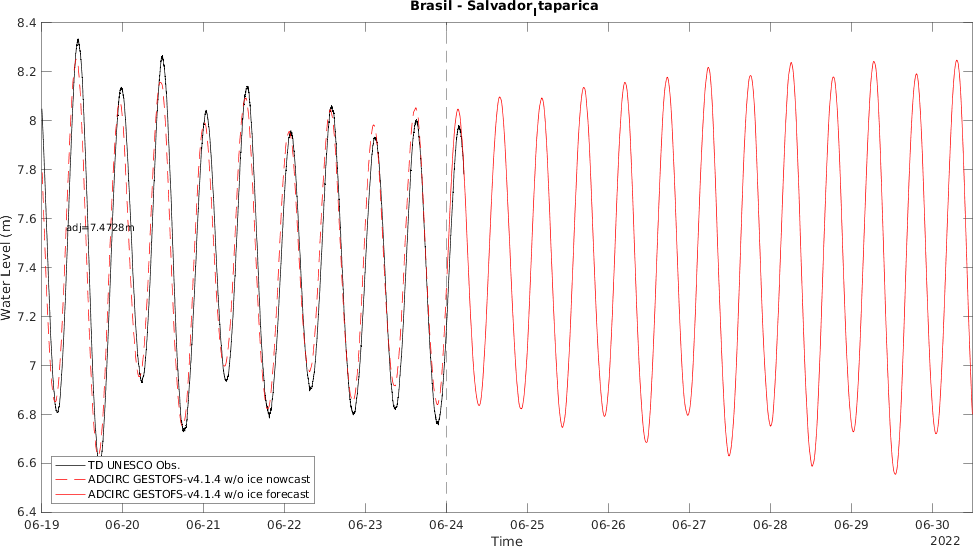 Brasil - Salvador,taparica
8.4
8.2
8
7.8
7.6
7.4
7.2
7
6.8
6.6
6.4
Water Level (m)
adj=7.4728m
TD UNESCO Obs.
ADCIRC GESTOFS-v4.1.4 w/o ice nowcast
ADCIRC GESTOFS-v4.1.4 w/o ice forecast
06-19 06-20 06-21 06-22 06-23 06-24 06-25 06-26 06-27 06-28 06-29 06-30
Time
2022